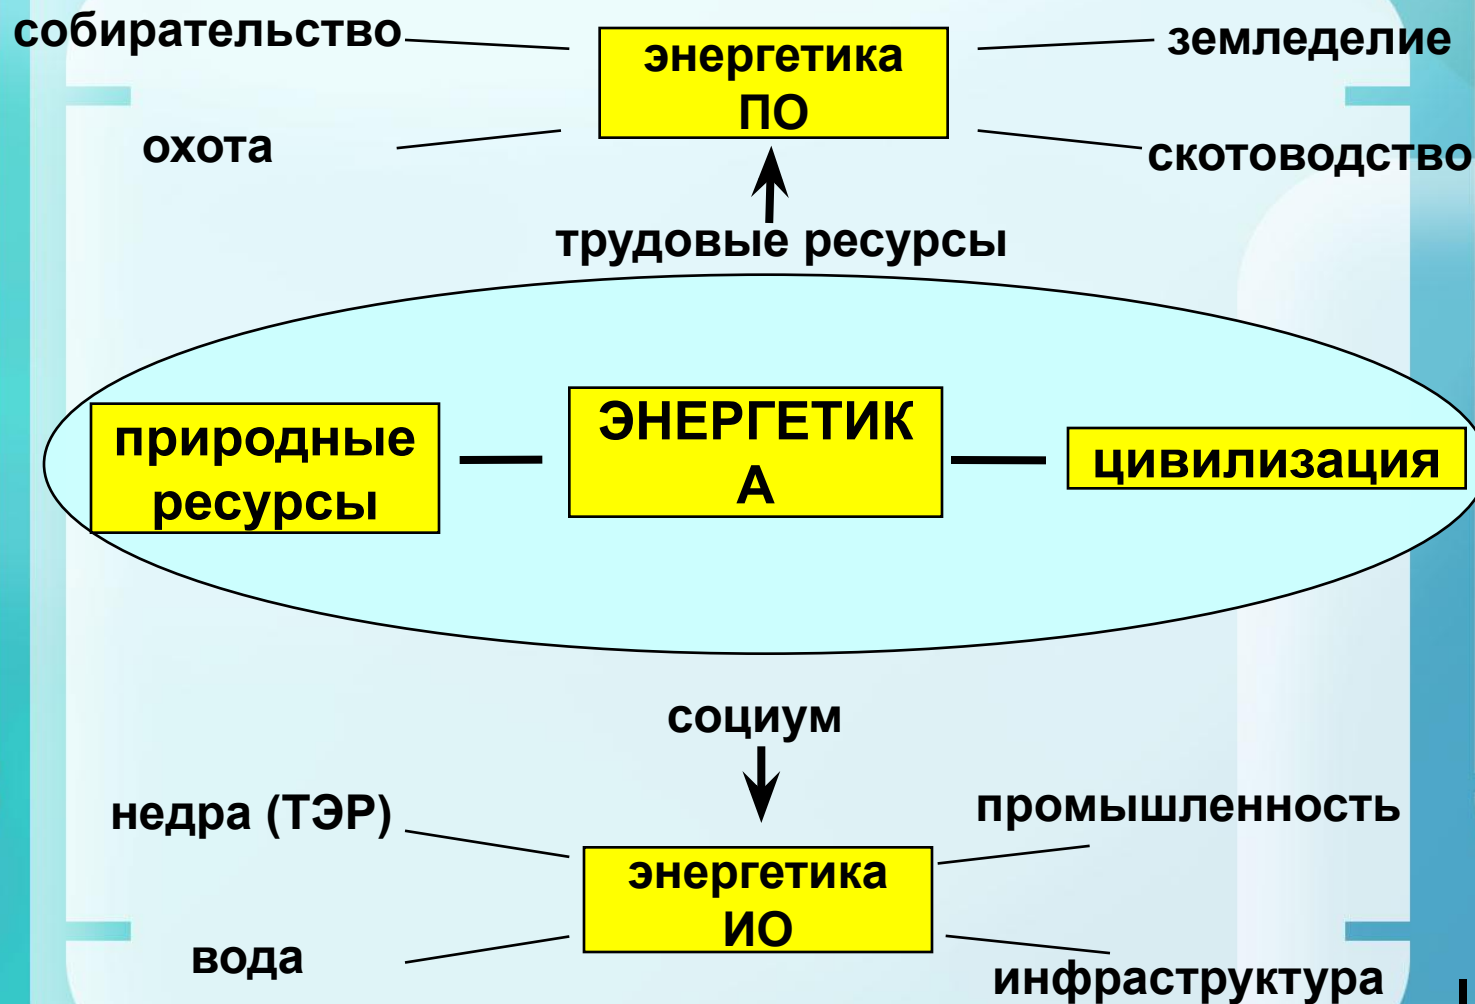 собирательство
энергетика
ПО
земледелие
охота
скотоводство
трудовые ресурсы
природные
ресурсы
ЭНЕРГЕТИК
А
цивилизация
социум
недра (ТЭР)
промышленность
энергетика
ИО
вода
инфраструктура